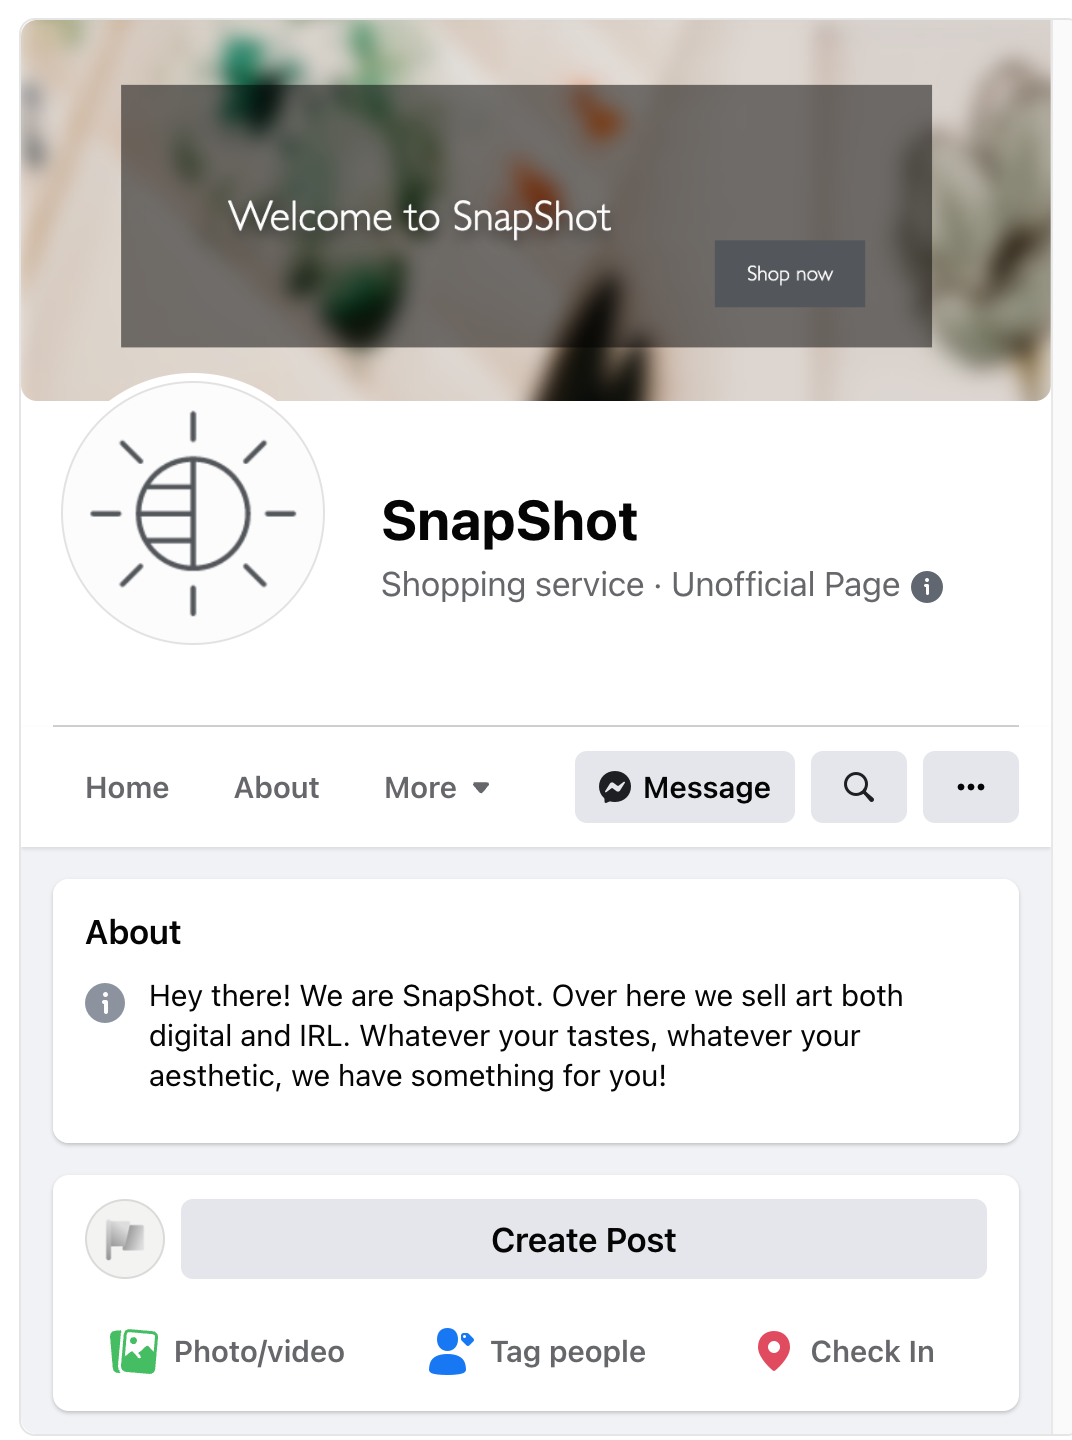 Welcome to SnapShot
Shop now
SnapShot
Shopping service · Unofficial Page
Home About More Message
About
Hey there! We are SnapShot. Over here we sell art both
digital and IRL. Whatever your tastes, whatever your
aesthetic, we have something for you!
Create Post
Photo/video Tag people Check In